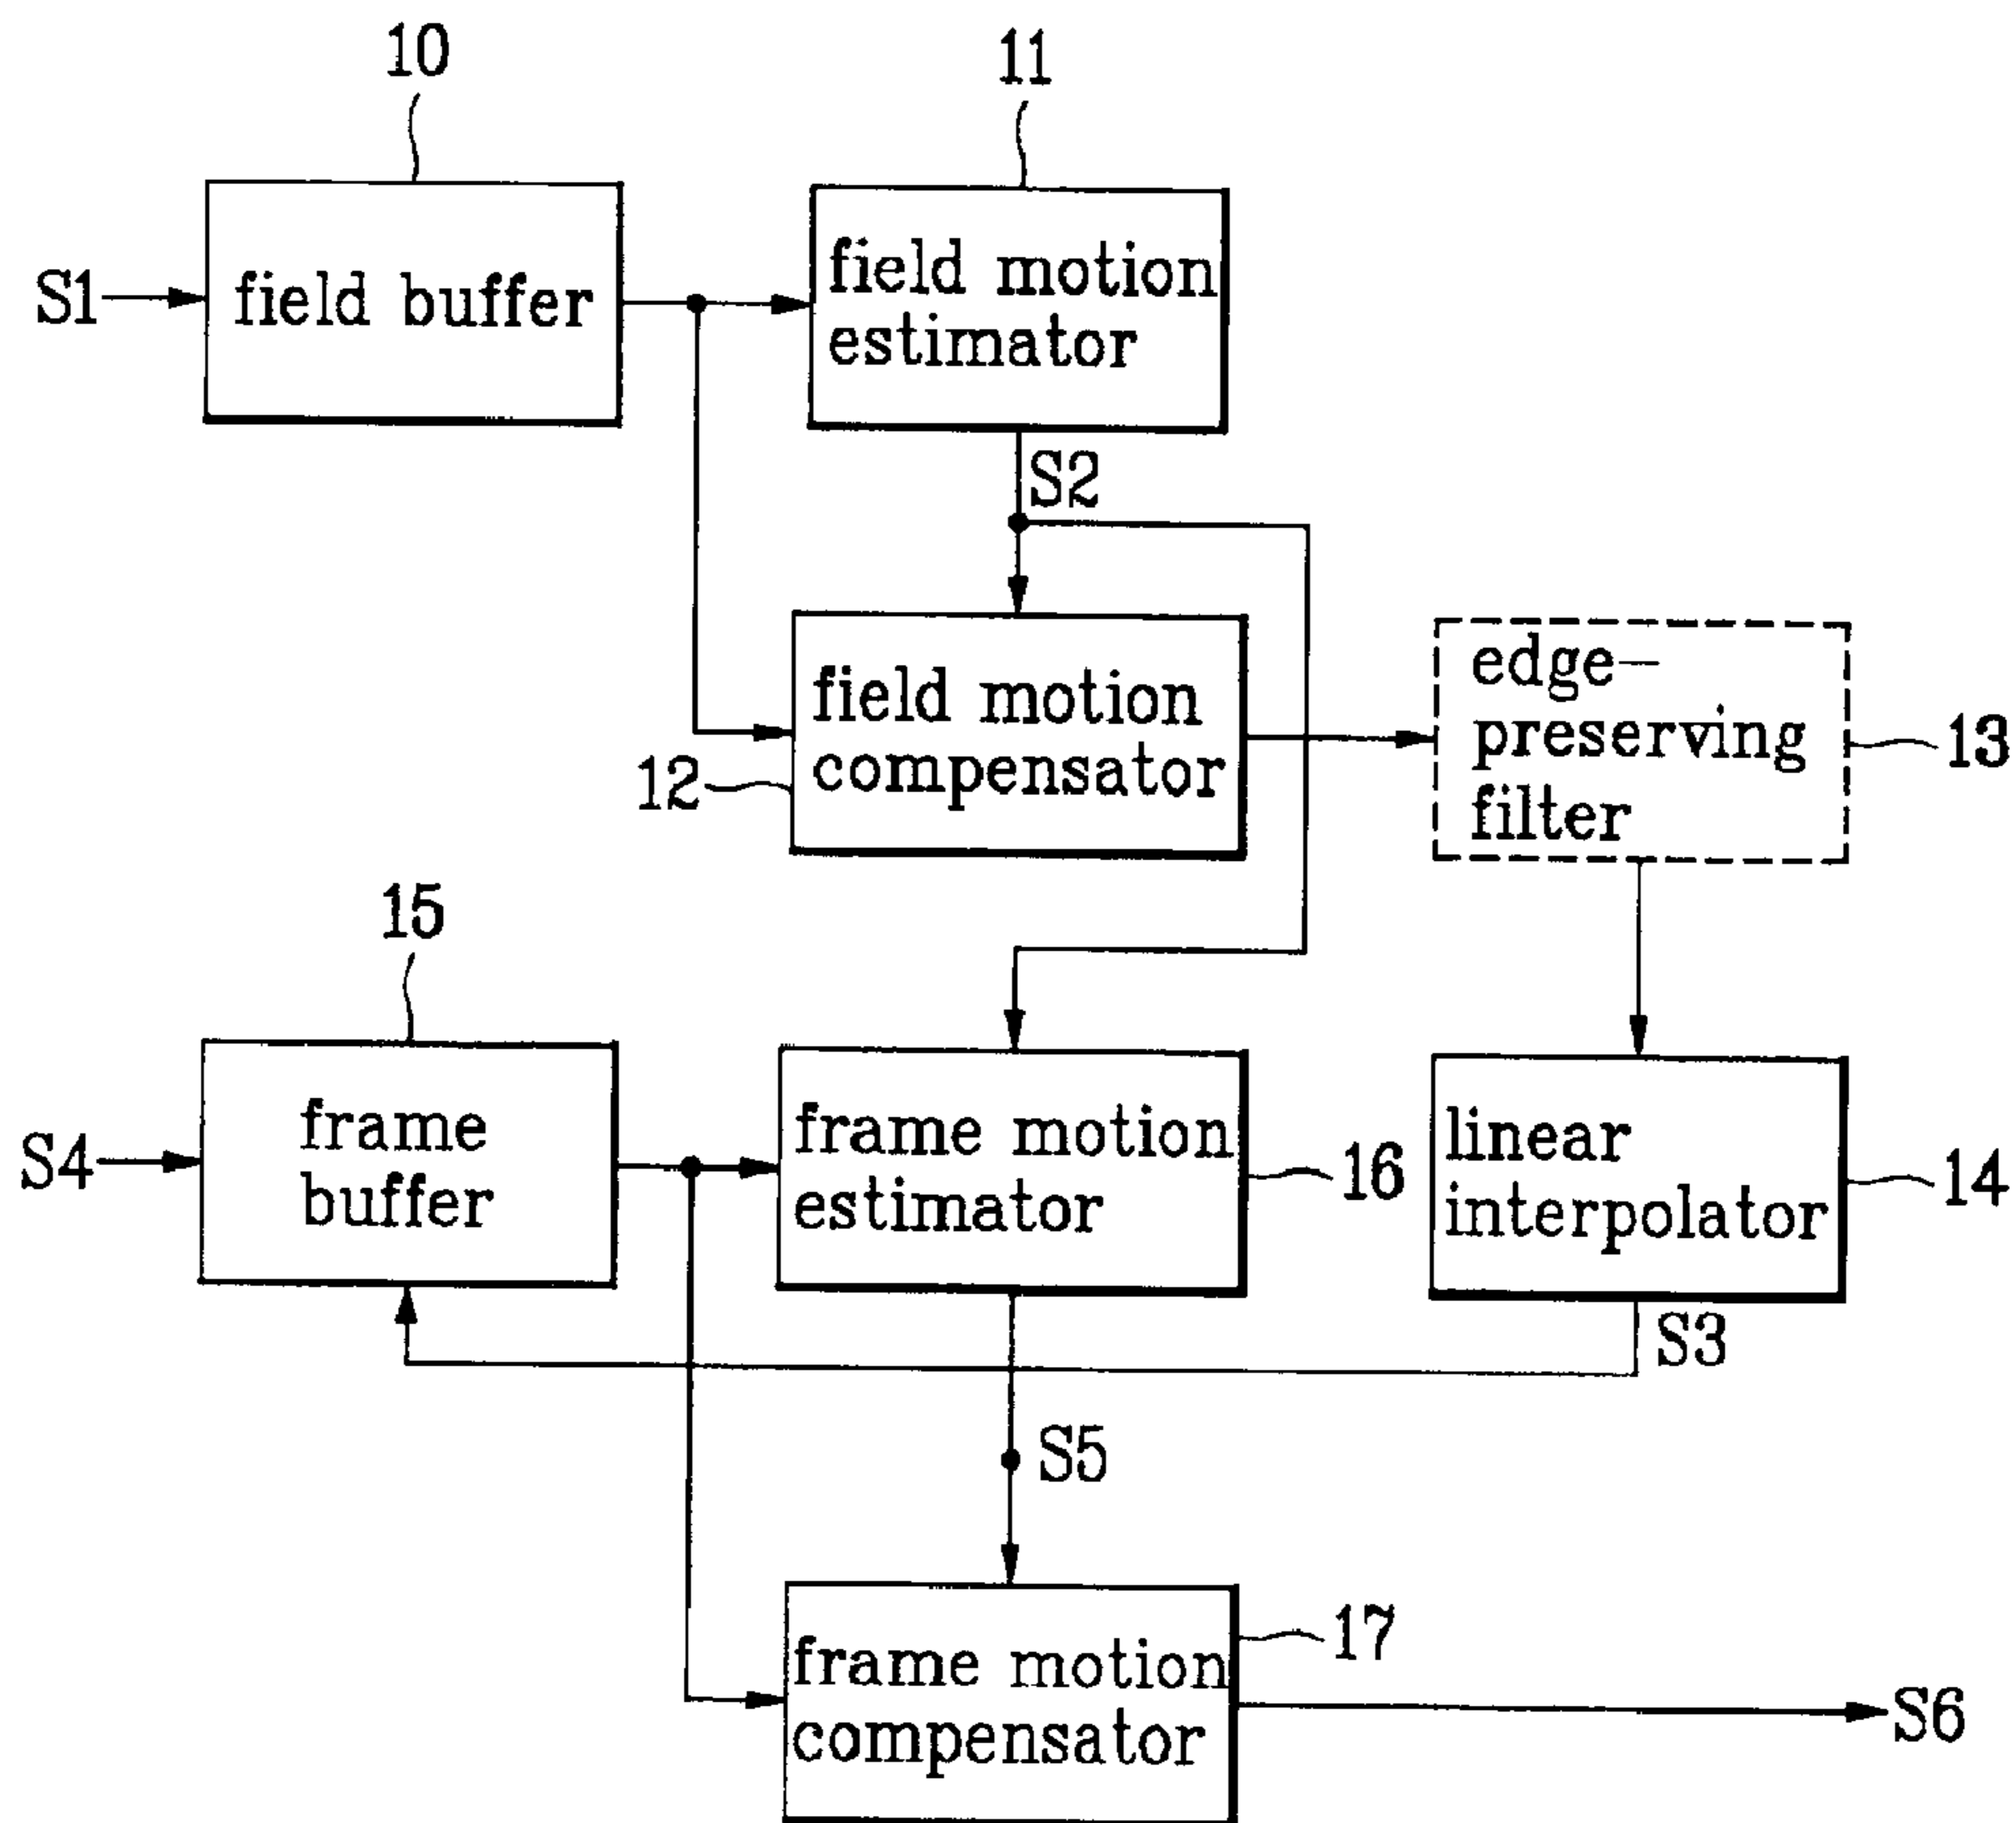 10
11
S1
field buffer
field motion
estimator
S2
field motion
compensator
12
edge-
preserving
filter
13
15
S4
frame
buffer
frame motion
estimator
16
linear
interpolator
14
S3
S5
frame motion
compensator
17
S6